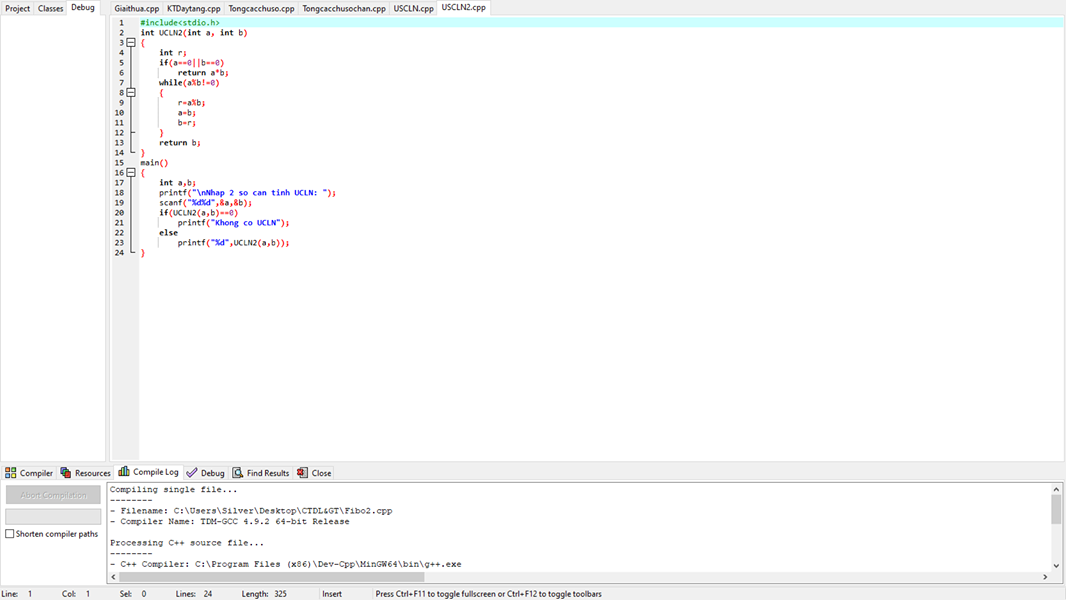 Project Classes Debug
Giaithua.cpp KTDaytang.cpp Tongcacchuso.cpp Tongcacchusochan.cpp USCLN.cpp USCLN2.cpp
1 #include<stdio.h>
2 int UCLN2(int a, int b)
3 {
4 int r;
5 if(a==0||b==0)
6 return a*b;
7 while(a%b!=0)
8 {
9 r=a%b;
10 a=b;
11 b=r;
12 }
13 return b;
14 }
15 main()
16 {
17 int a,b;
18 printf("\nNhap 2 so can tinh UCLN: ");
19 scanf("%d%d",&a,&b);
20 if(UCLN2(a,b)==0)
21 printf("Khong co UCLN");
22 else
23 printf("%d",UCLN2(a,b));
24 }
Compiler Resources Compile Log Debug Find Results Close
Abort Compilation
Shorten compiler paths
Compiling single file...
--------
- Filename: C:\Users\Silver\Desktop\CTDL&GT\Fibo2.cpp
- Compiler Name: TDM-GCC 4.9.2 64-bit Release
Processing C++ source file...
--------
- C++ Compiler: C:\Program Files (x86)\Dev-Cpp\MinGW64\bin\g++.exe
Line: 1 Col: 1 Sel: 0 Lines: 24 Length: 325 Insert Press Ctrl+F11 to toggle fullscreen or Ctrl+F12 to toggle toolbars